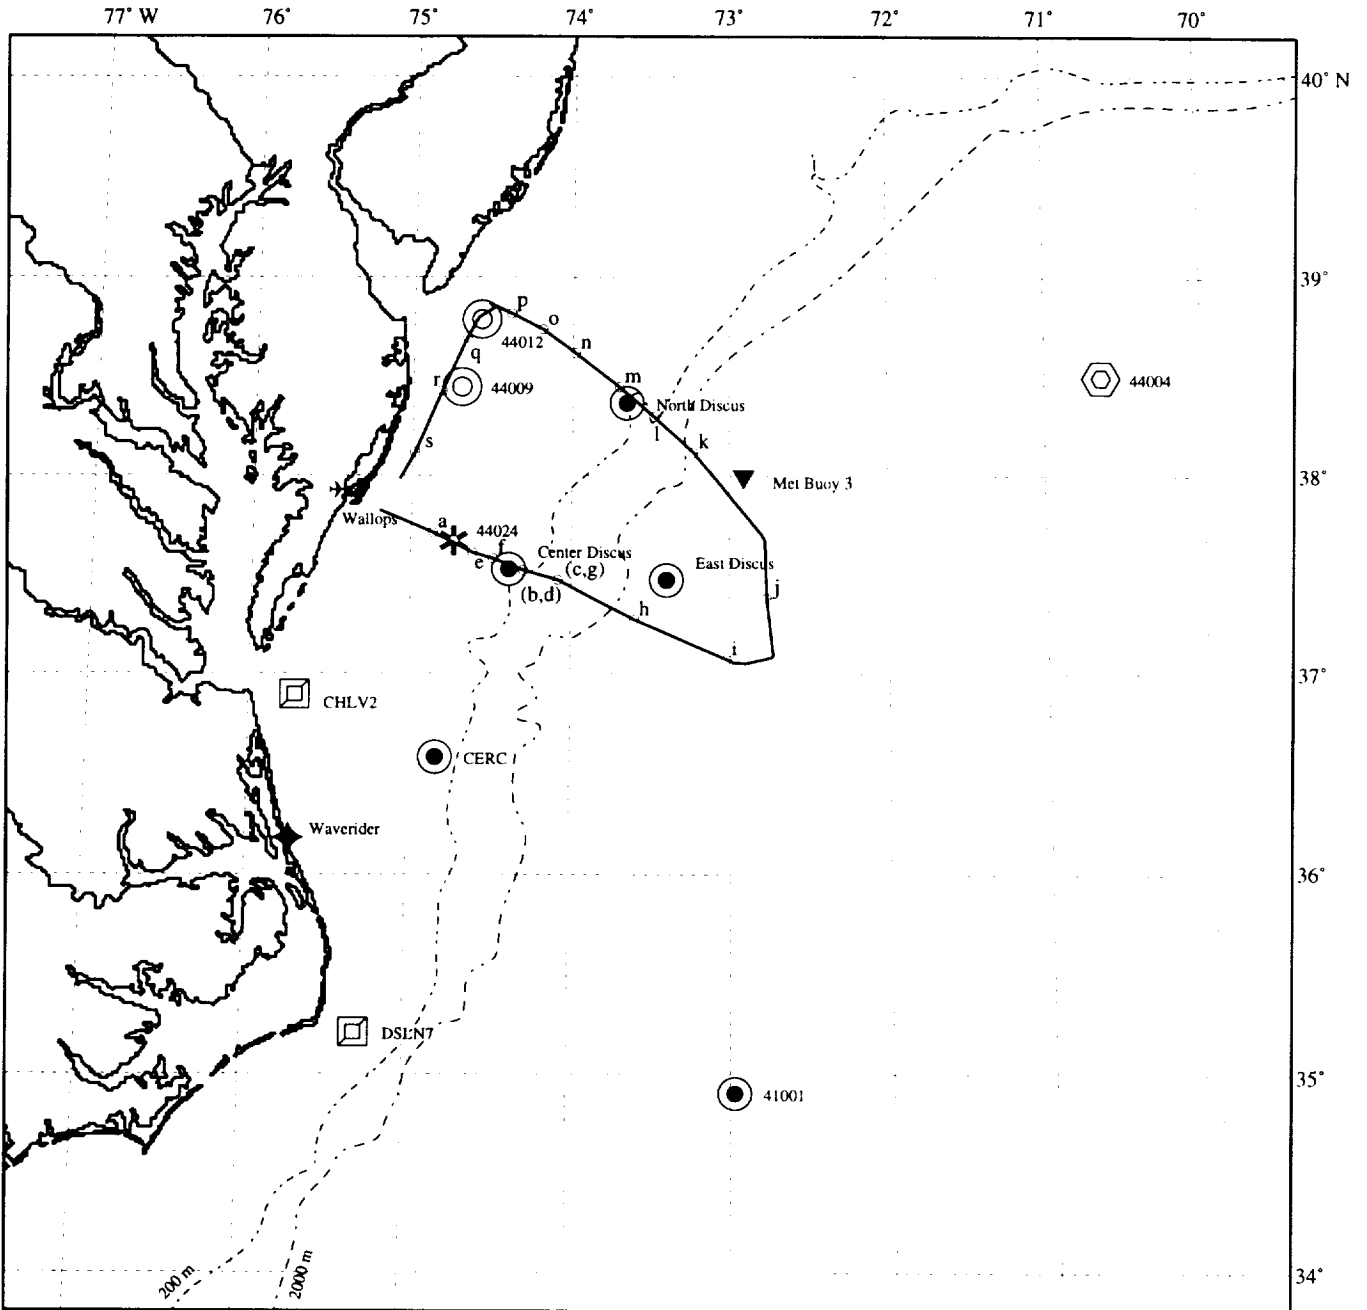 77° W 76° 75° 74° 73° 72° 71° 70°
40° N
39°
p
o
44012
n
q
m
r
44009
44004
North Discus
l
k
s
38°
Met Buoy 3
Wallops
a
44024
f
e
Center Discus
(c,g)
East Discus
(b,d)
j
h
i
37°
CHLV2
CERC
Waverider
36°
DSLN7
35°
41001
200 m
2000 m
34°